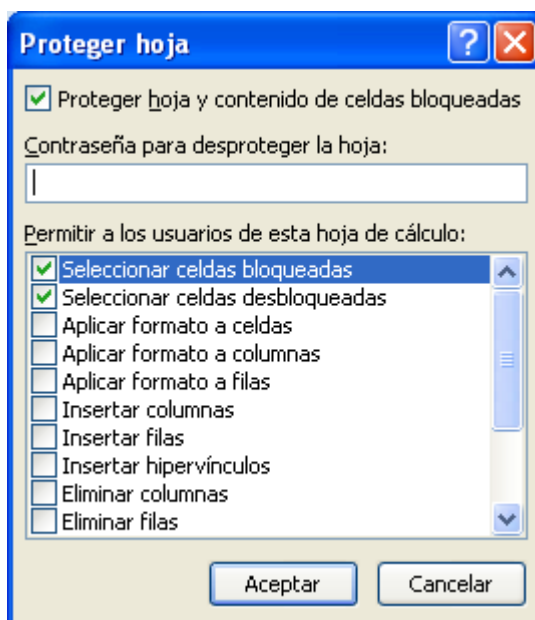 Proteger hoja
Proteger hoja y contenido de celdas bloqueadas
Contraseña para desproteger la hoja:
Permitir a los usuarios de esta hoja de cálculo:
Seleccionar celdas bloqueadas
Seleccionar celdas desbloqueadas
Aplicar formato a celdas
Aplicar formato a columnas
Aplicar formato a filas
Insertar columnas
Insertar filas
Insertar hipervínculos
Eliminar columnas
Eliminar filas
Aceptar Cancelar